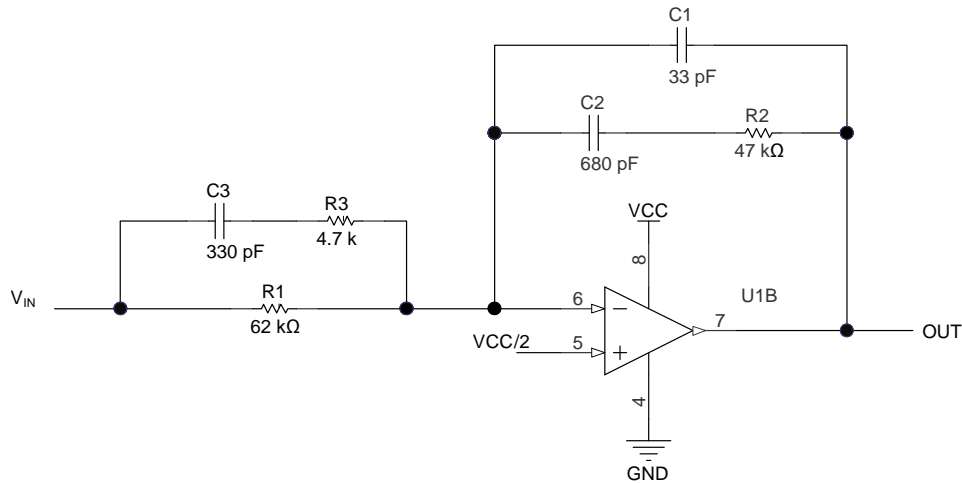 C1
33 pF
C2
R2
680 pF
47 kΩ
C3
R3
330 pF
4.7 k
VCC
8
VIN
R1
62 kΩ
6
U1B
7
VCC/2
5
OUT
4
GND